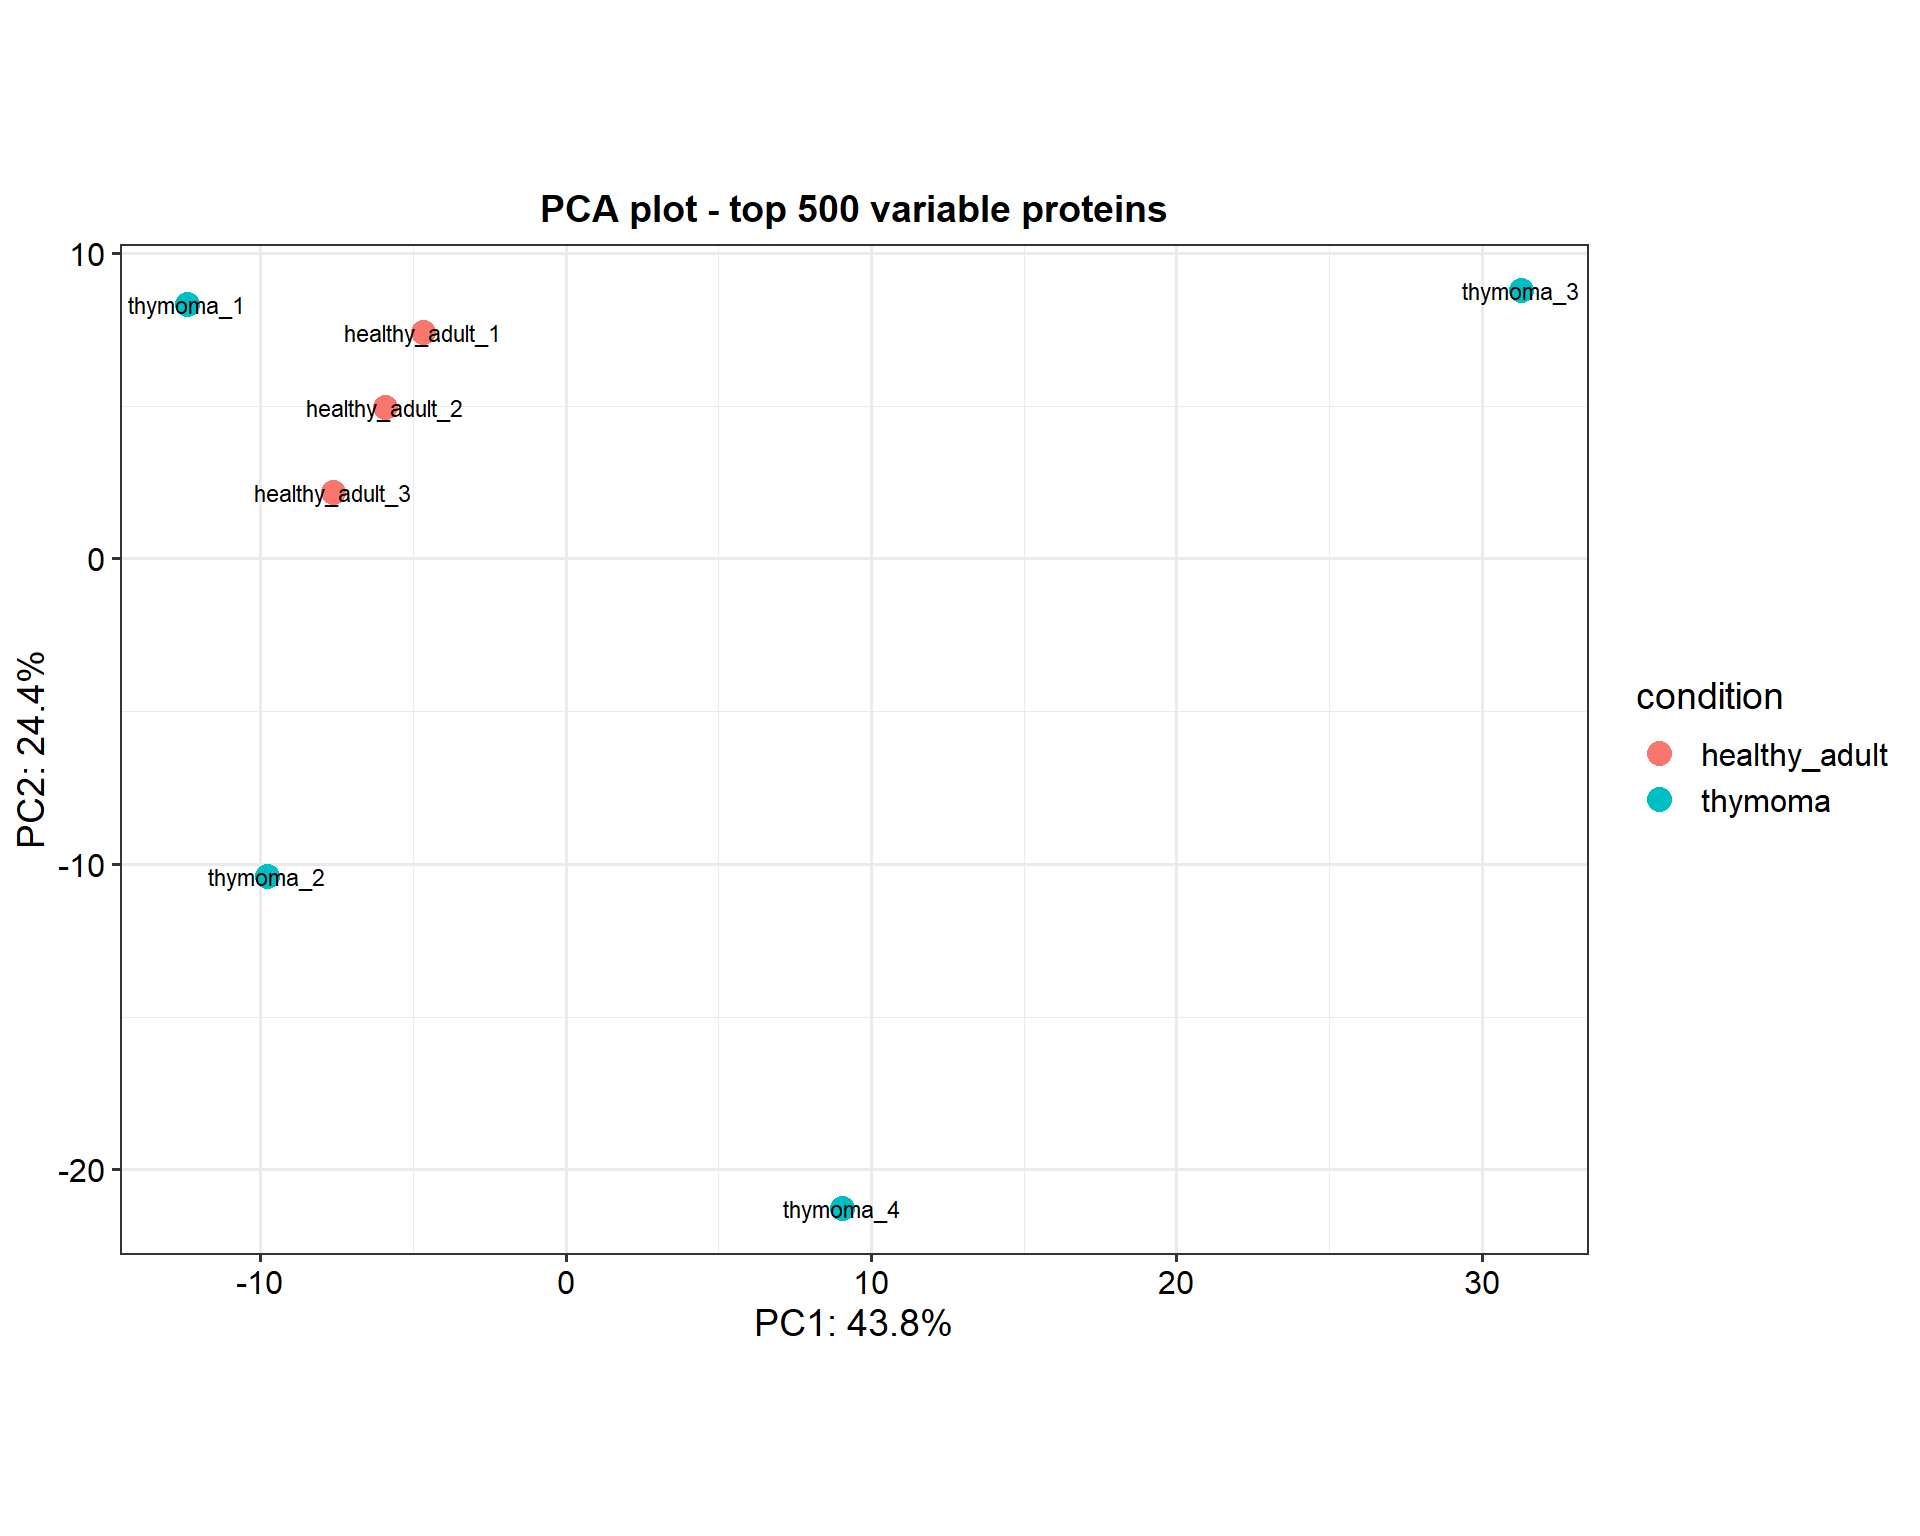 PCA plot - top 500 variable proteins
10
0
-10
-20
PC2: 24.4%
thymoma_1
thymoma_3
healthy_adult_1
healthy_adult_2
healthy_adult_3
thymoma_2
thymoma_4
-10
0
10
20
30
PC1: 43.8%
condition
healthy_adult
thymoma